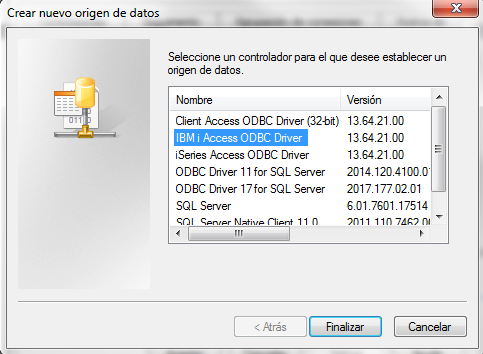 Crear nuevo origen de datos
Seleccione un controlador para el que desee establecer un
origen de datos.
Nombre Versión
Client Access ODBC Driver (32-bit) 13.64.21.00
IBM i Access ODBC Driver 13.64.21.00
iSeries Access ODBC Driver 13.64.21.00
ODBC Driver 11 for SQL Server 2014.120.4100.01
ODBC Driver 17 for SQL Server 2017.177.02.01
SQL Server 6.01.7601.17514
SQL Server Native Client 11.0 2011.110.7462.00
< Atrás Finalizar Cancelar